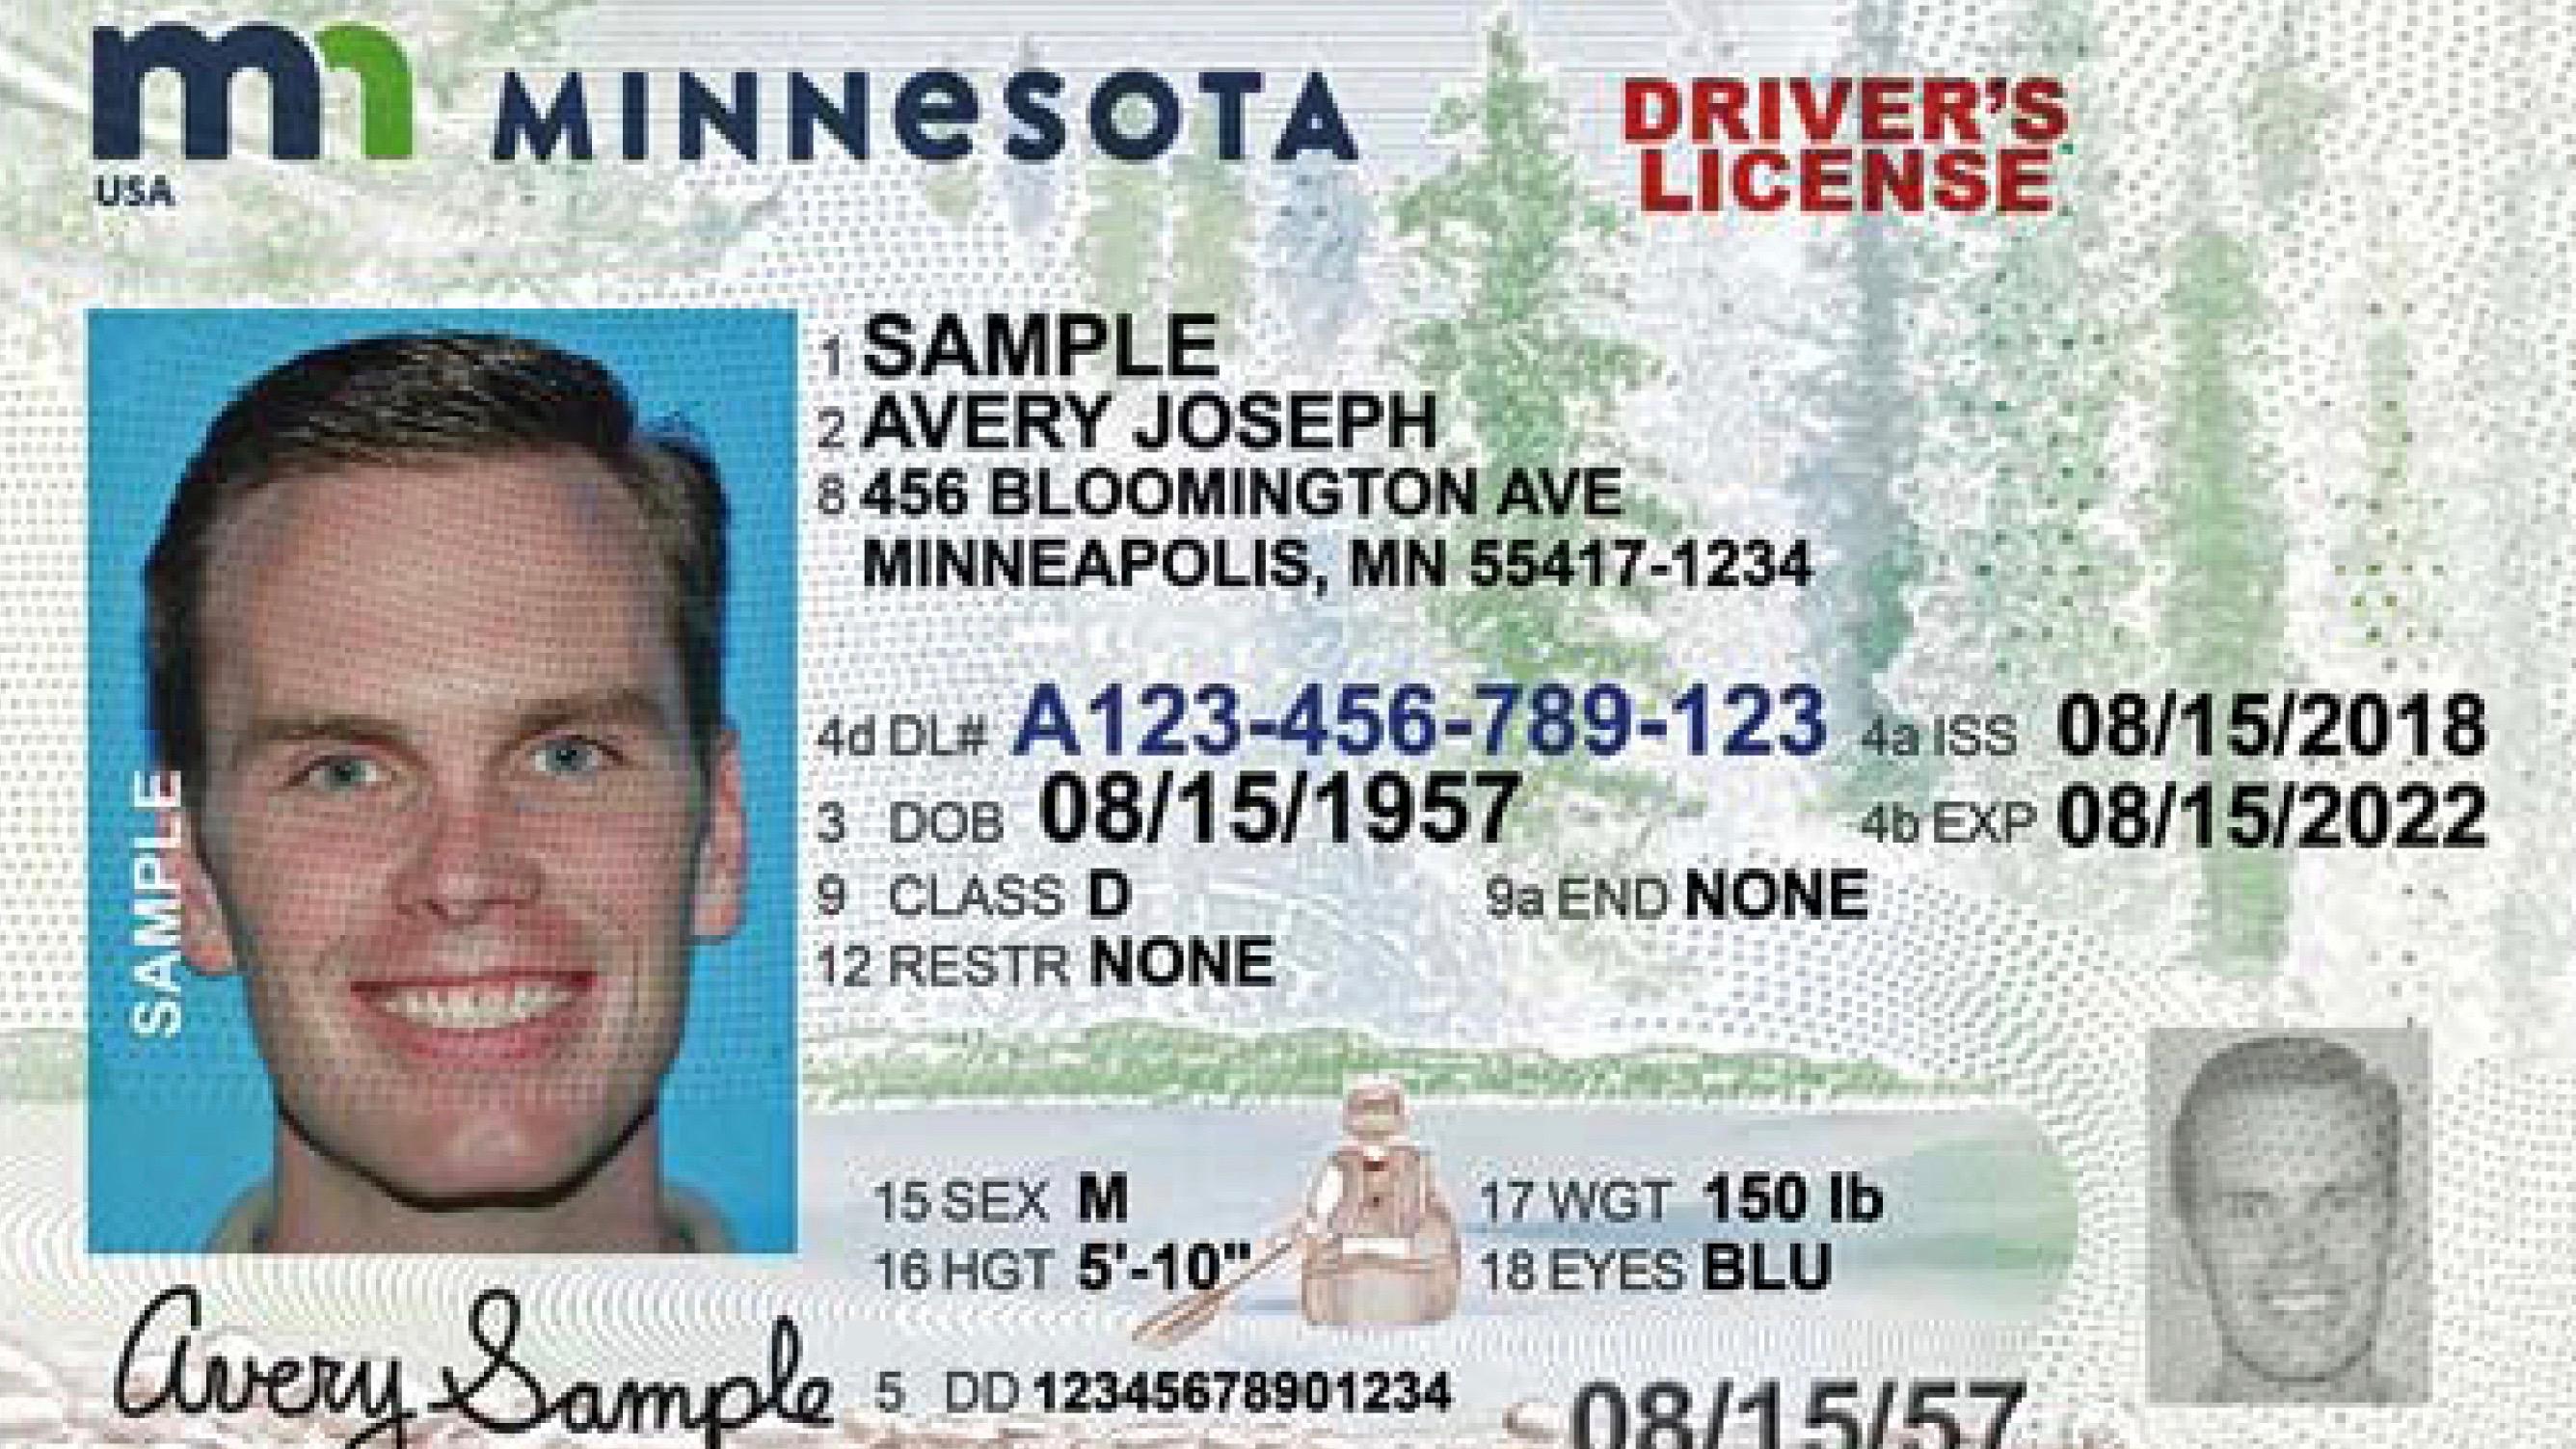 mn MINNeSOTA
USA
DRIVER'S
LICENSE
1 SAMPLE
2 AVERY JOSEPH
8 456 BLOOMINGTON AVE
MINNEAPOLIS, MN 55417-1234
4d DL# A123-456-789-123 4a ISS 08/15/2018
3 DOB 08/15/1957 4b EXP 08/15/2022
9 CLASS D 9a END NONE
12 RESTR NONE
SAMPLE
15 SEX M 17 WGT 150 lb
16 HGT 5'-10" 18 EYES BLU
Avery Sample
5 DD 12345678901234
08/15/57